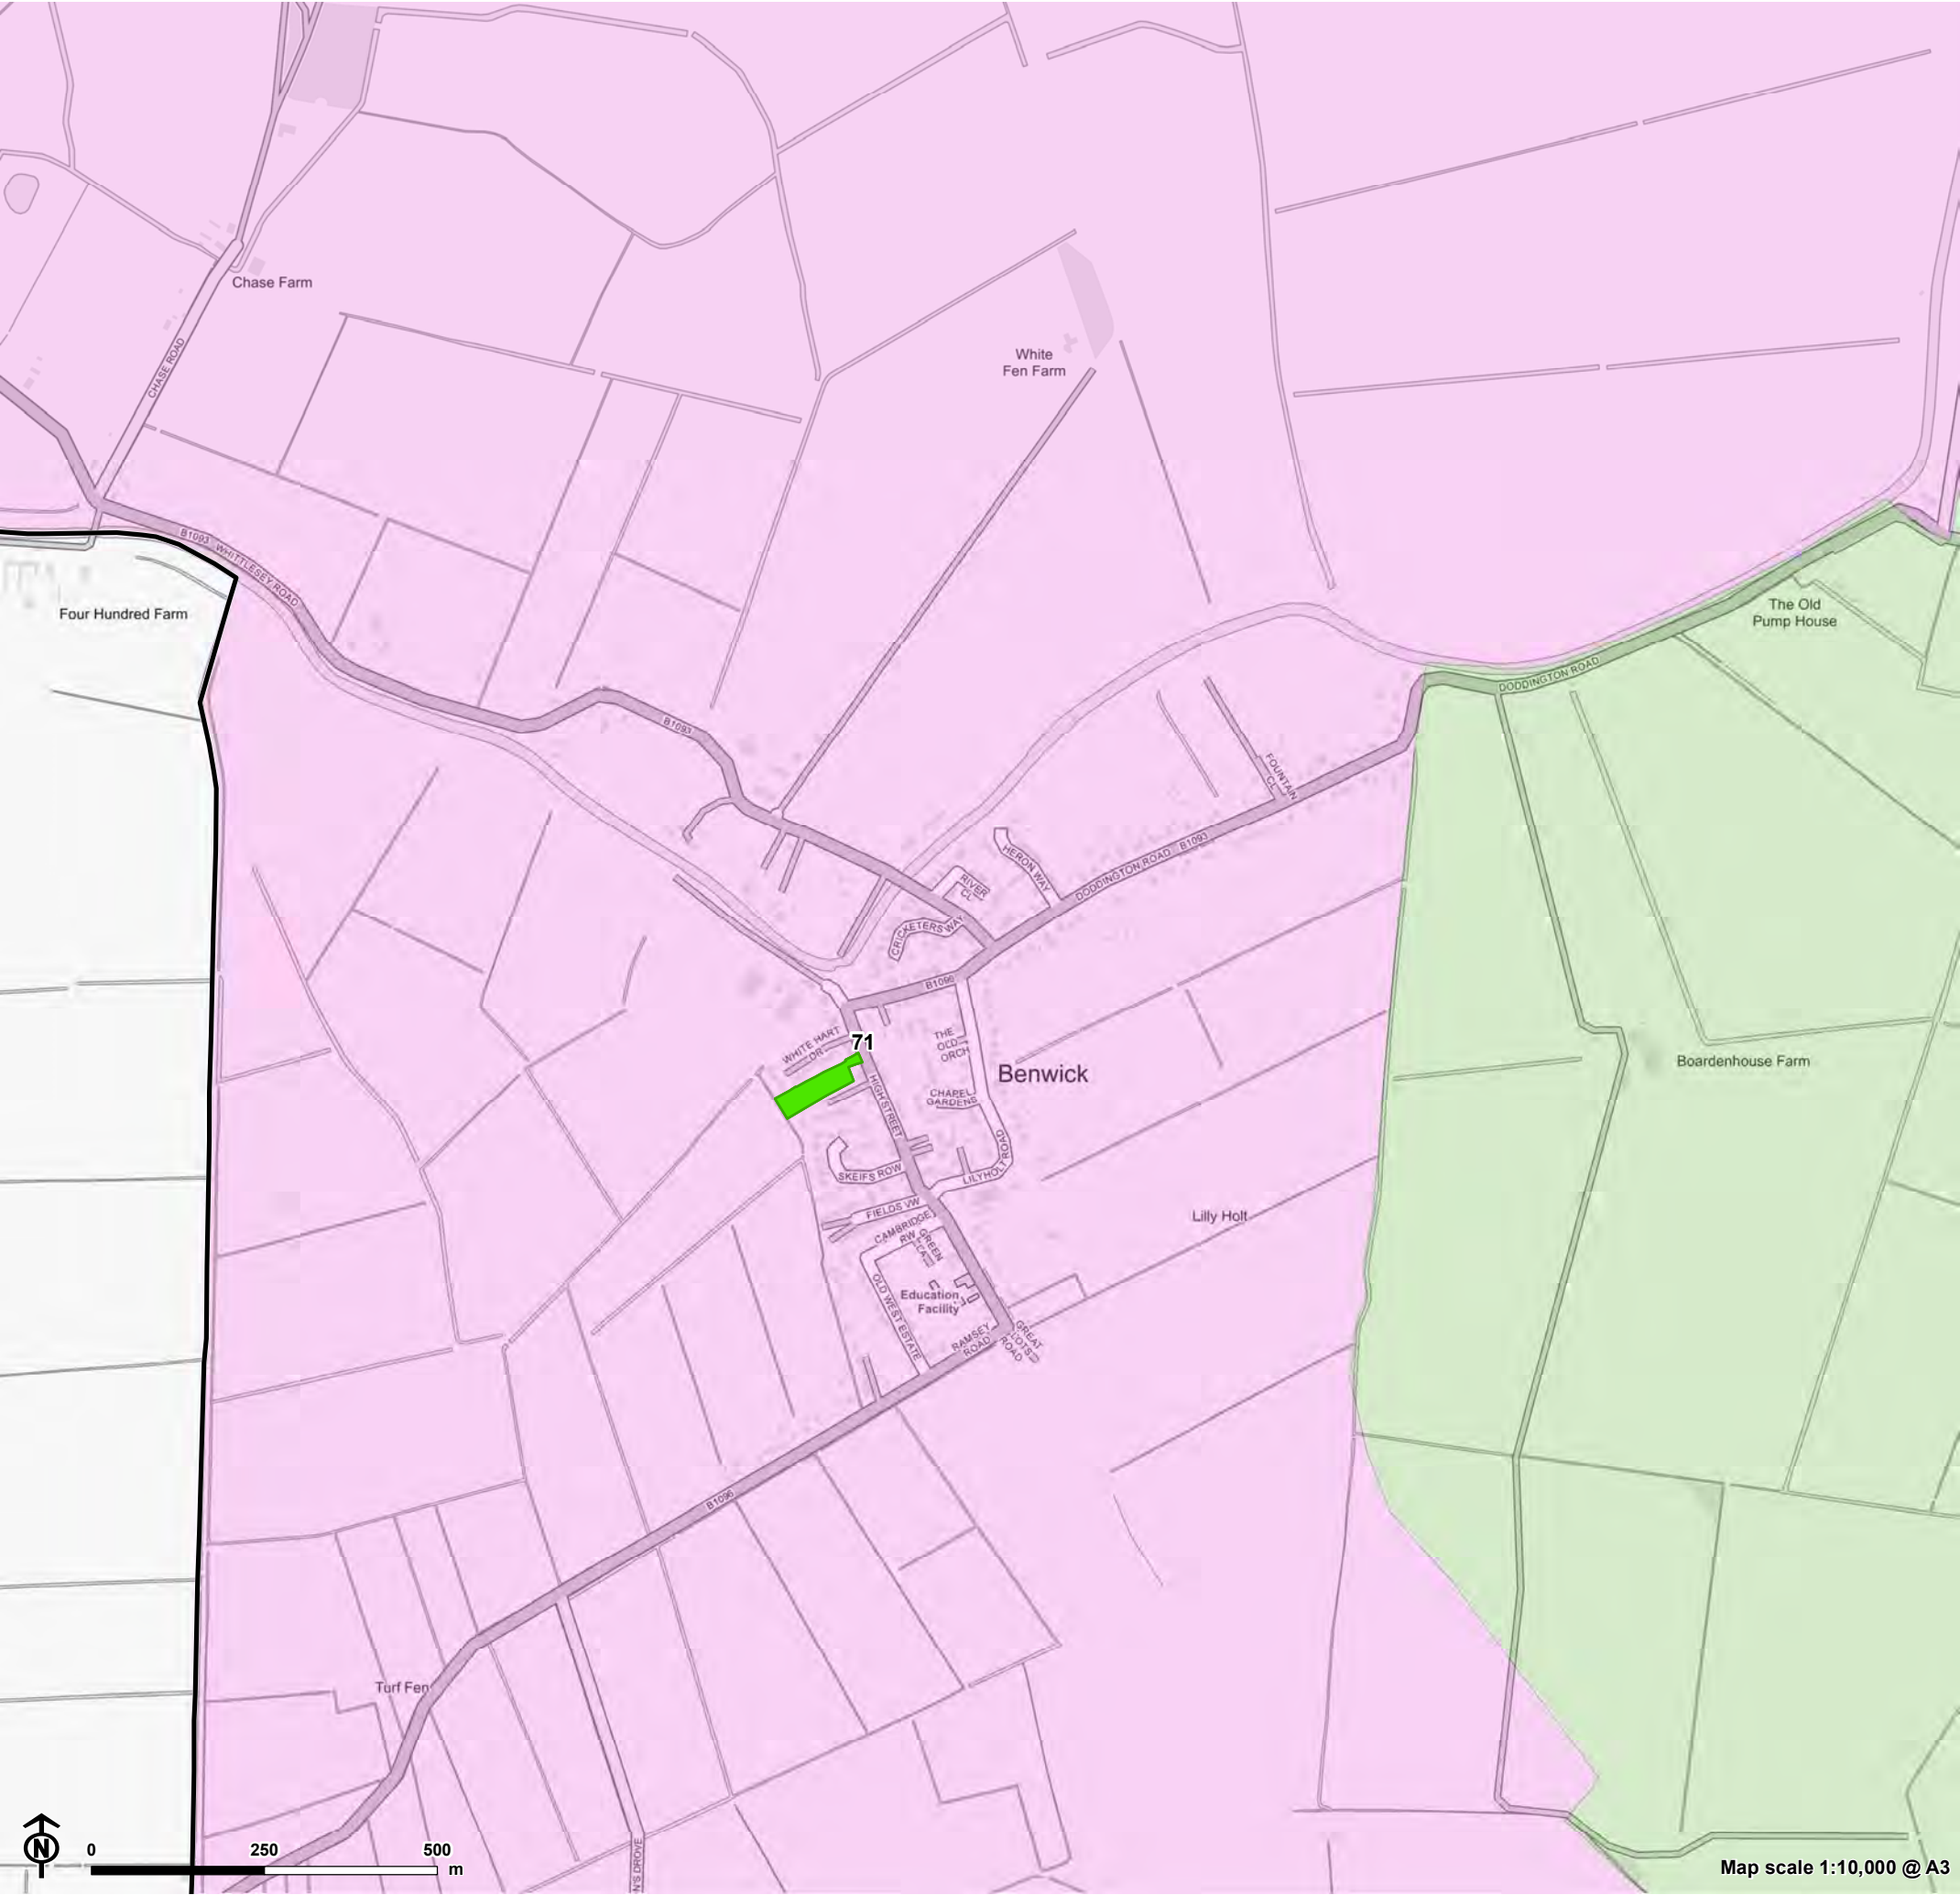 Chase Farm
CHASE ROAD
White
Fen Farm
B1093
WHITTLESEY ROAD
Four Hundred Farm
The Old
Pump House
DODDINGTON ROAD
B1093
FOUNTAIN
CL
HERON WAY
DODDINGTON ROAD
B1093
RIVER
CL
CRICKETERS WAY
B1096
WHITE HART
DR
71
THE
OLD
ORCH
Benwick
Boardenhouse Farm
HIGH STREET
CHAPEL
GARDENS
SKEIFS ROW
LILYHOLT ROAD
FIELDS VW
Lilly Holt
CAMBRIDGE
RW
GREEN
OLD WEST ESTATE
Education
Facility
RAMSEY
ROAD
GREAT
LOTS
ROAD
B1096
Turf Fen
N'S DROVE
N
0
250
500
m
Map scale 1:10,000 @ A3